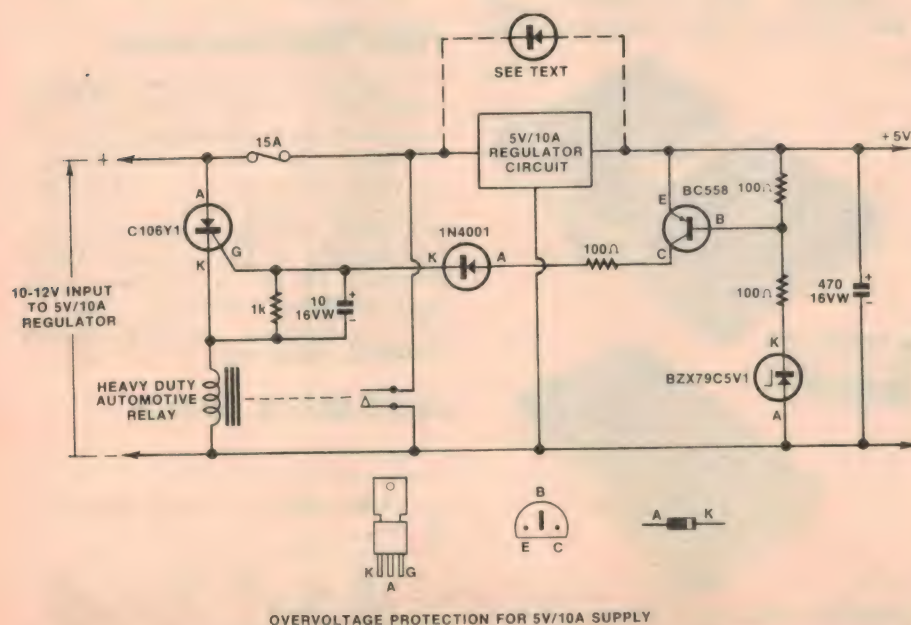 SEE TEXT
15A
+
5V/10A
REGULATOR
CIRCUIT
+5V
A
C106Y1
G
K
1N4001
K
A
100Ω
E
BC558
B
C
100Ω
100Ω
10-12V INPUT
TO 5V/10A
REGULATOR
1k
10
16VW
+
−
470
16VW
+
−
K
BZX79C5V1
A
HEAVY DUTY
AUTOMOTIVE
RELAY
−
K
A
G
B
E
C
A
K
OVERVOLTAGE PROTECTION FOR 5V/10A SUPPLY